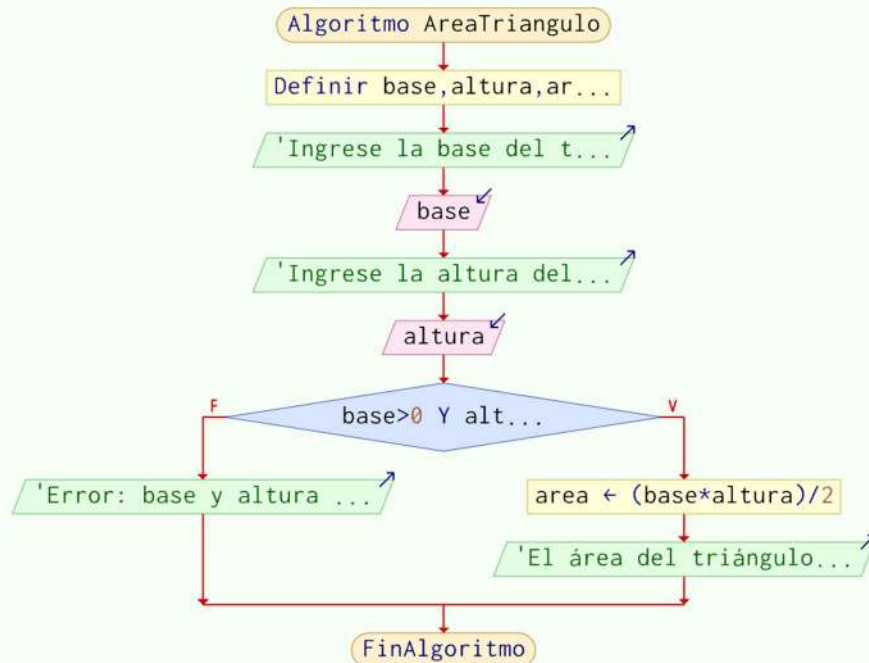 Algoritmo AreaTriangulo
Definir base,altura,ar...
'Ingrese la base del t...
base
'Ingrese la altura del...
altura
base>0 Y alt...
F
V
'Error: base y altura ...
area ← (base*altura)/2
'El área del triángulo...
FinAlgoritmo